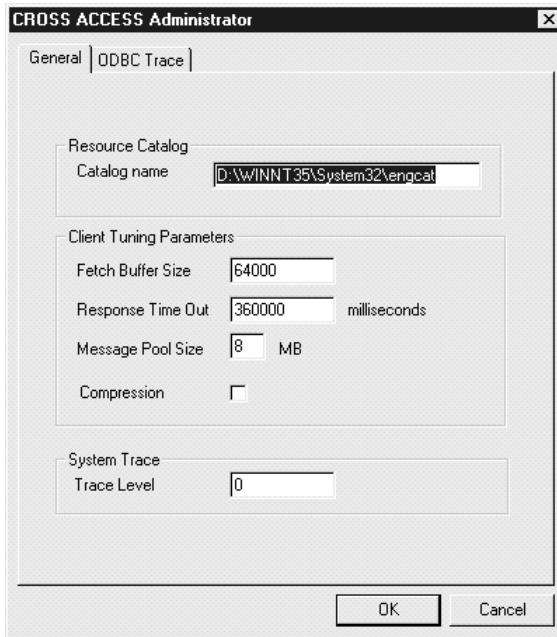 CROSS ACCESS Administrator
General ODBC Trace
Resource Catalog
Catalog name D:\WINNT35\System32\engcat
Client Tuning Parameters
Fetch Buffer Size 64000
Response Time Out 360000 milliseconds
Message Pool Size 8 MB
Compression
System Trace
Trace Level 0
OK Cancel